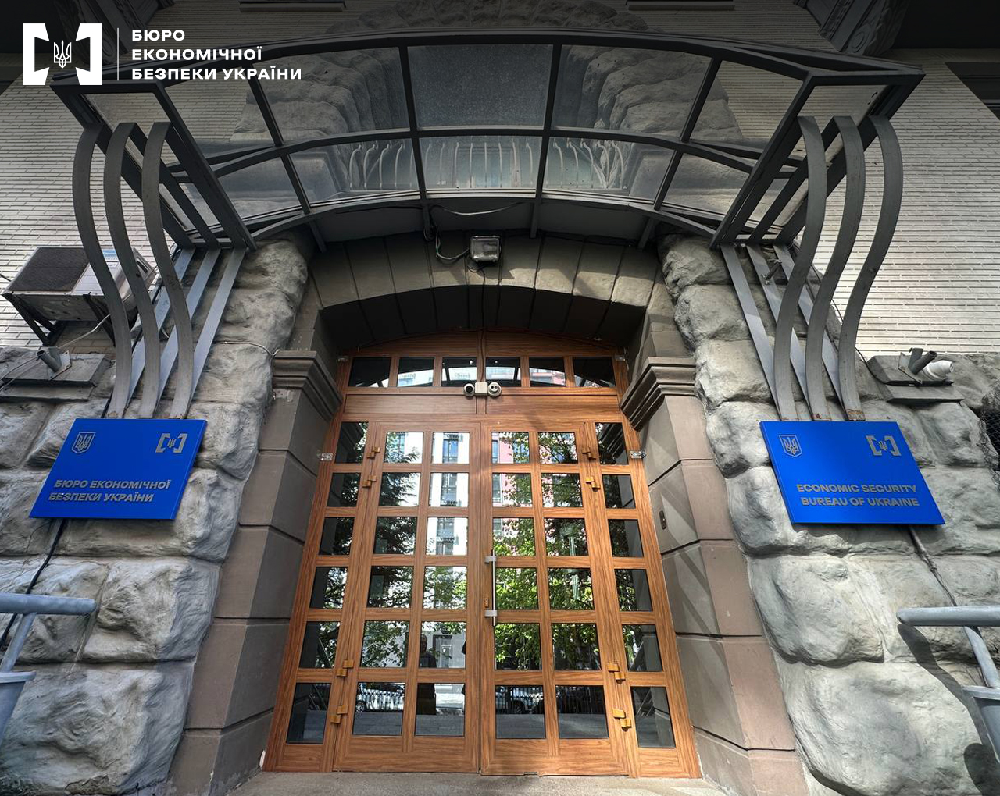 БЮРО
ЕКОНОМІЧНОЇ
БЕЗПЕКИ УКРАЇНИ
БЮРО ЕКОНОМІЧНОЇ
БЕЗПЕКИ УКРАЇНИ
ECONOMIC SECURITY
BUREAU OF UKRAINE